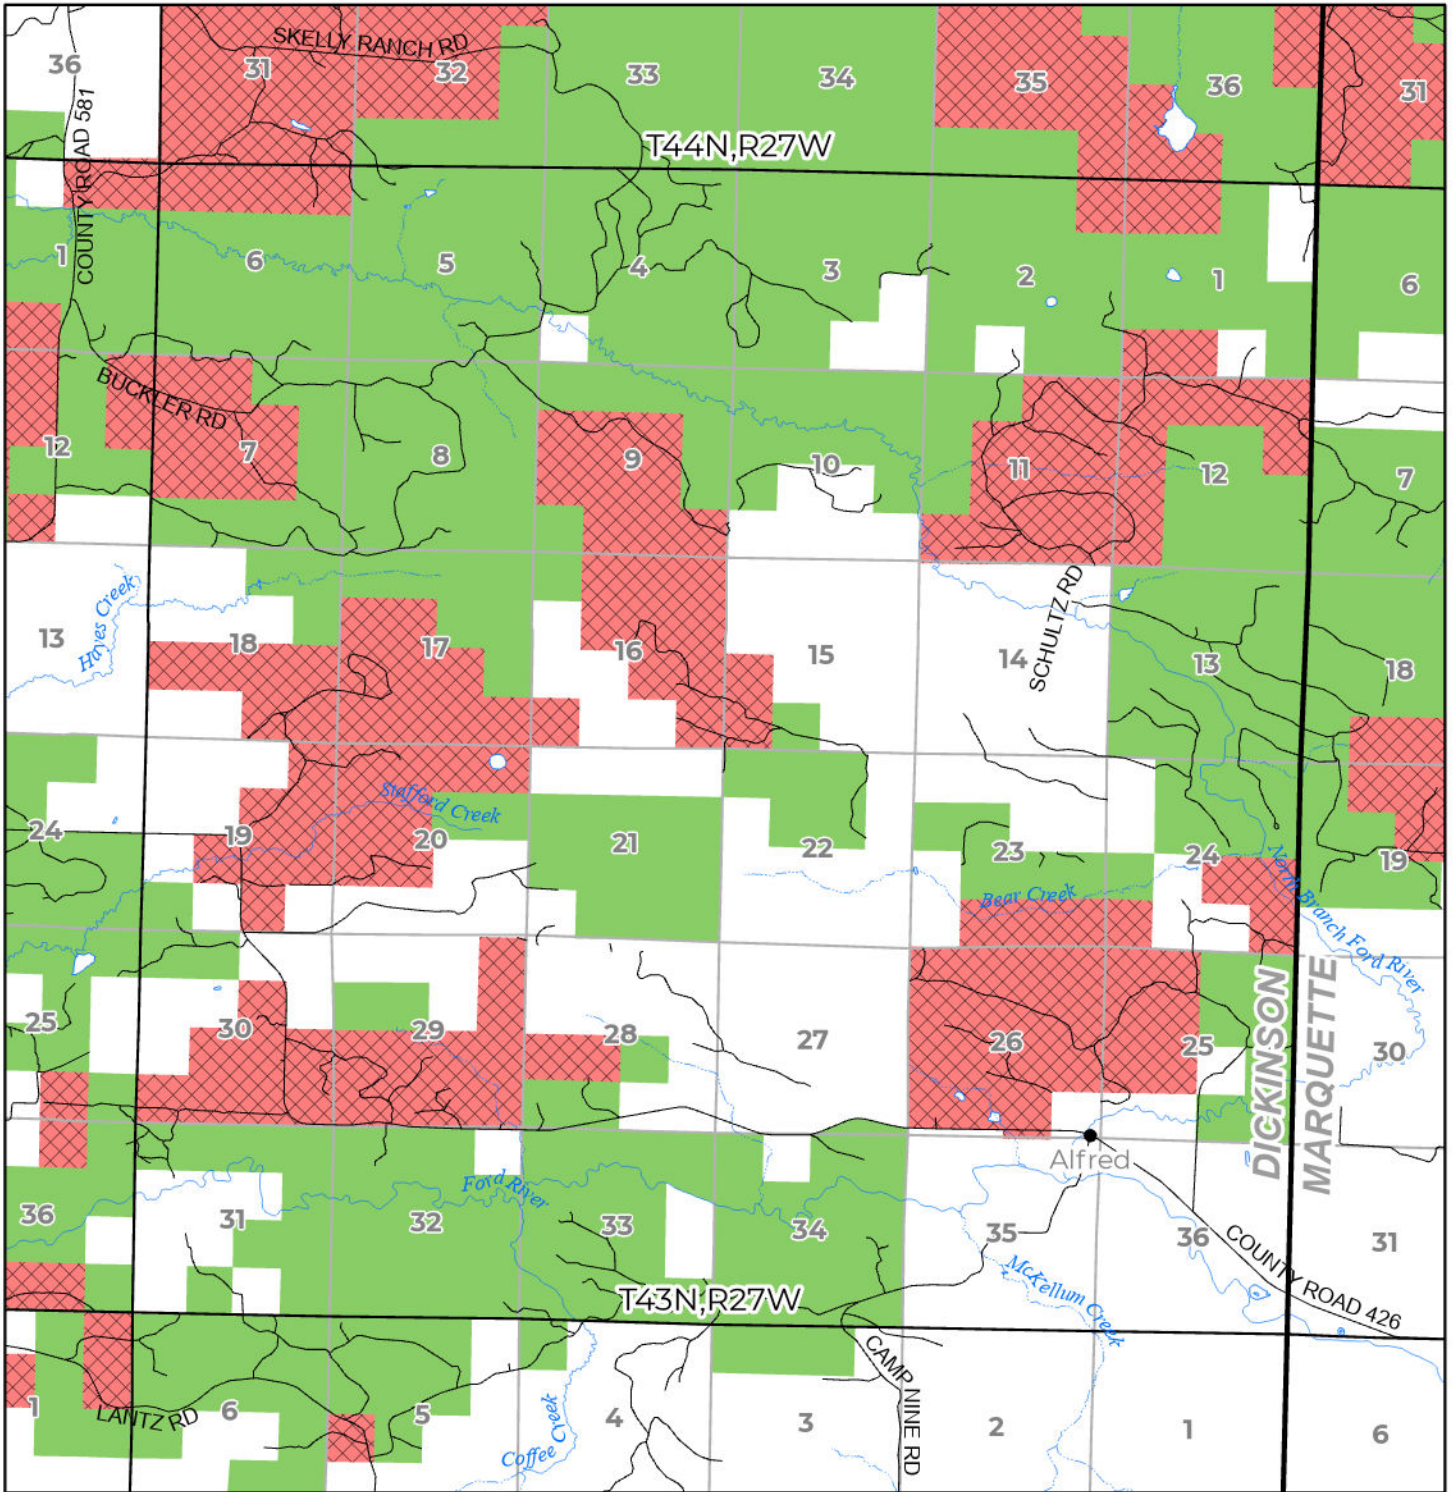 SKELLY RANCH RD
36 31 32 33 34 35 36 31
COUNTY ROAD 581
T44N,R27W
1 6 5 4 3 2 1 6
BUCKLER RD
12 7 8 9 10 11 12 7
Hayes Creek
SCHULTZ RD
13 18 17 16 15 14 13 18
Stafford Creek
24 19 20 21 22 23 24 19
Bear Creek
North Branch Ford River
DICKINSON
MARQUETTE
25 30 29 28 27 26 25 30
Alfred
Ford River
36 31 32 33 34 35 36 31
McKellum Creek
COUNTY ROAD 426
T43N,R27W
CAMP NINE RD
LANTZ RD
1 6 5 4 3 2 1 6
Coffee Creek